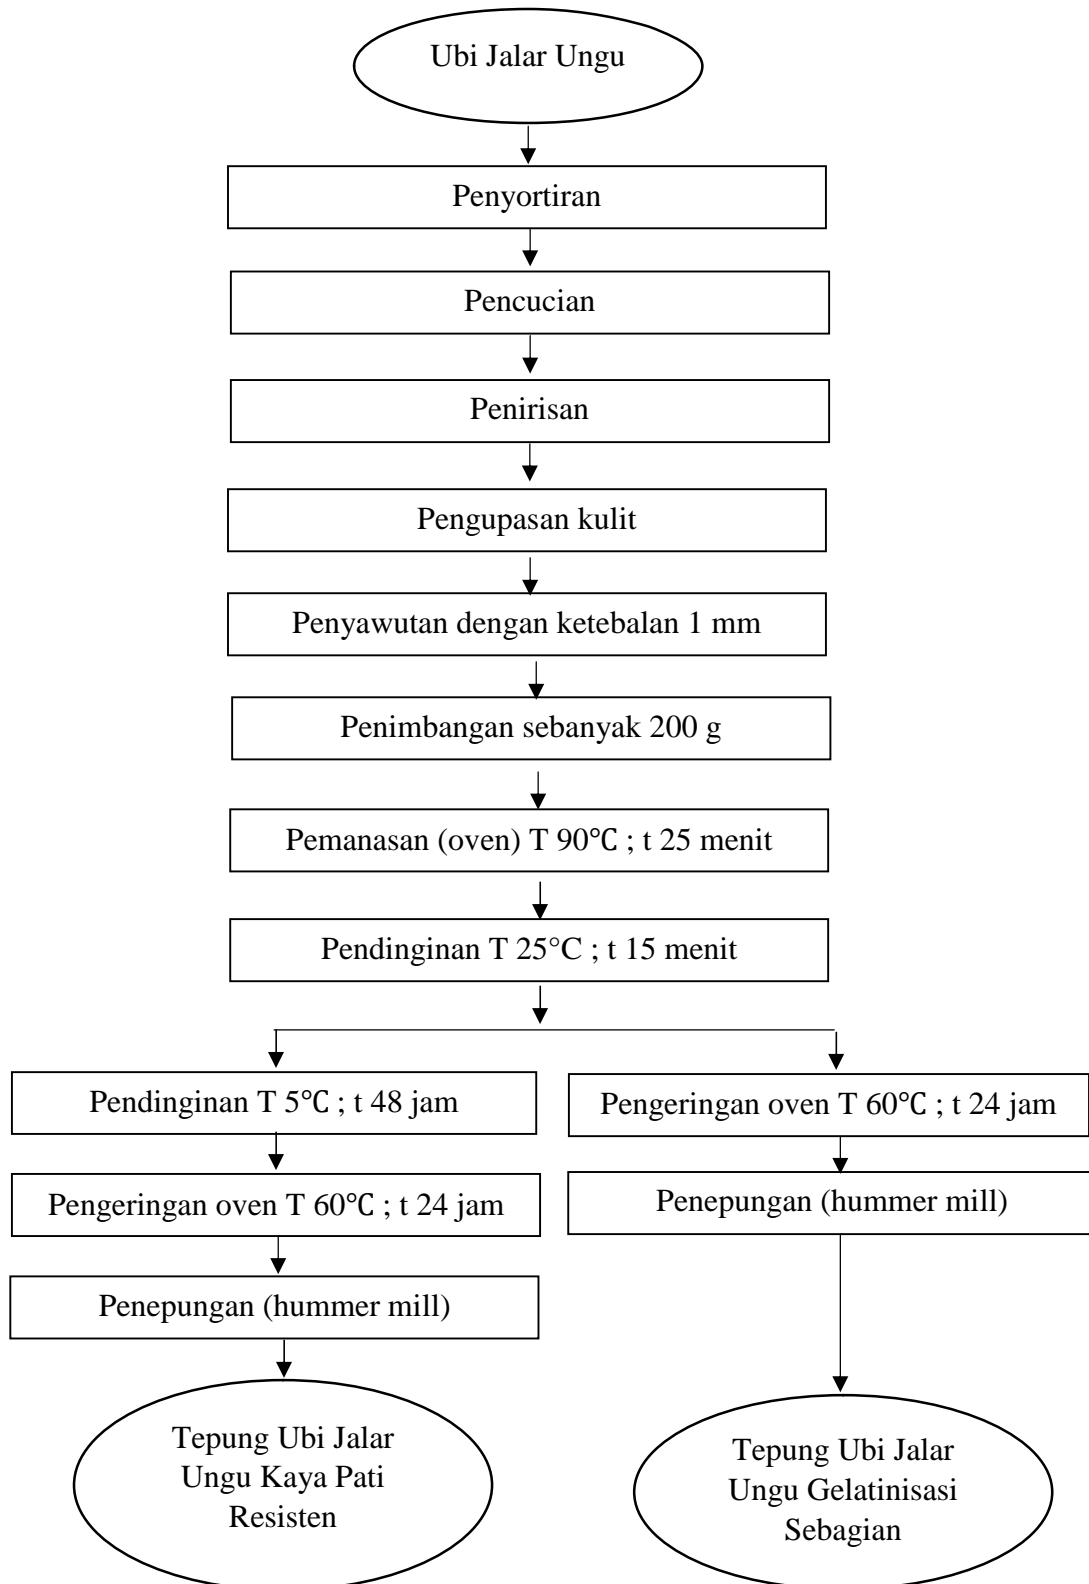 Ubi Jalar Ungu
Penyortiran
Pencucian
Penirisan
Pengupasan kulit
Penyawutan dengan ketebalan 1 mm
Penimbangan sebanyak 200 g
Pemanasan (oven) T 90°C ; t 25 menit
Pendinginan T 25°C ; t 15 menit
Pendinginan T 5°C ; t 48 jam
Pengeringan oven T 60°C ; t 24 jam
Penepungan (hummer mill)
Tepung Ubi Jalar
Ungu Kaya Pati
Resisten
Pengeringan oven T 60°C ; t 24 jam
Penepungan (hummer mill)
Tepung Ubi Jalar
Ungu Gelatinisasi
Sebagian